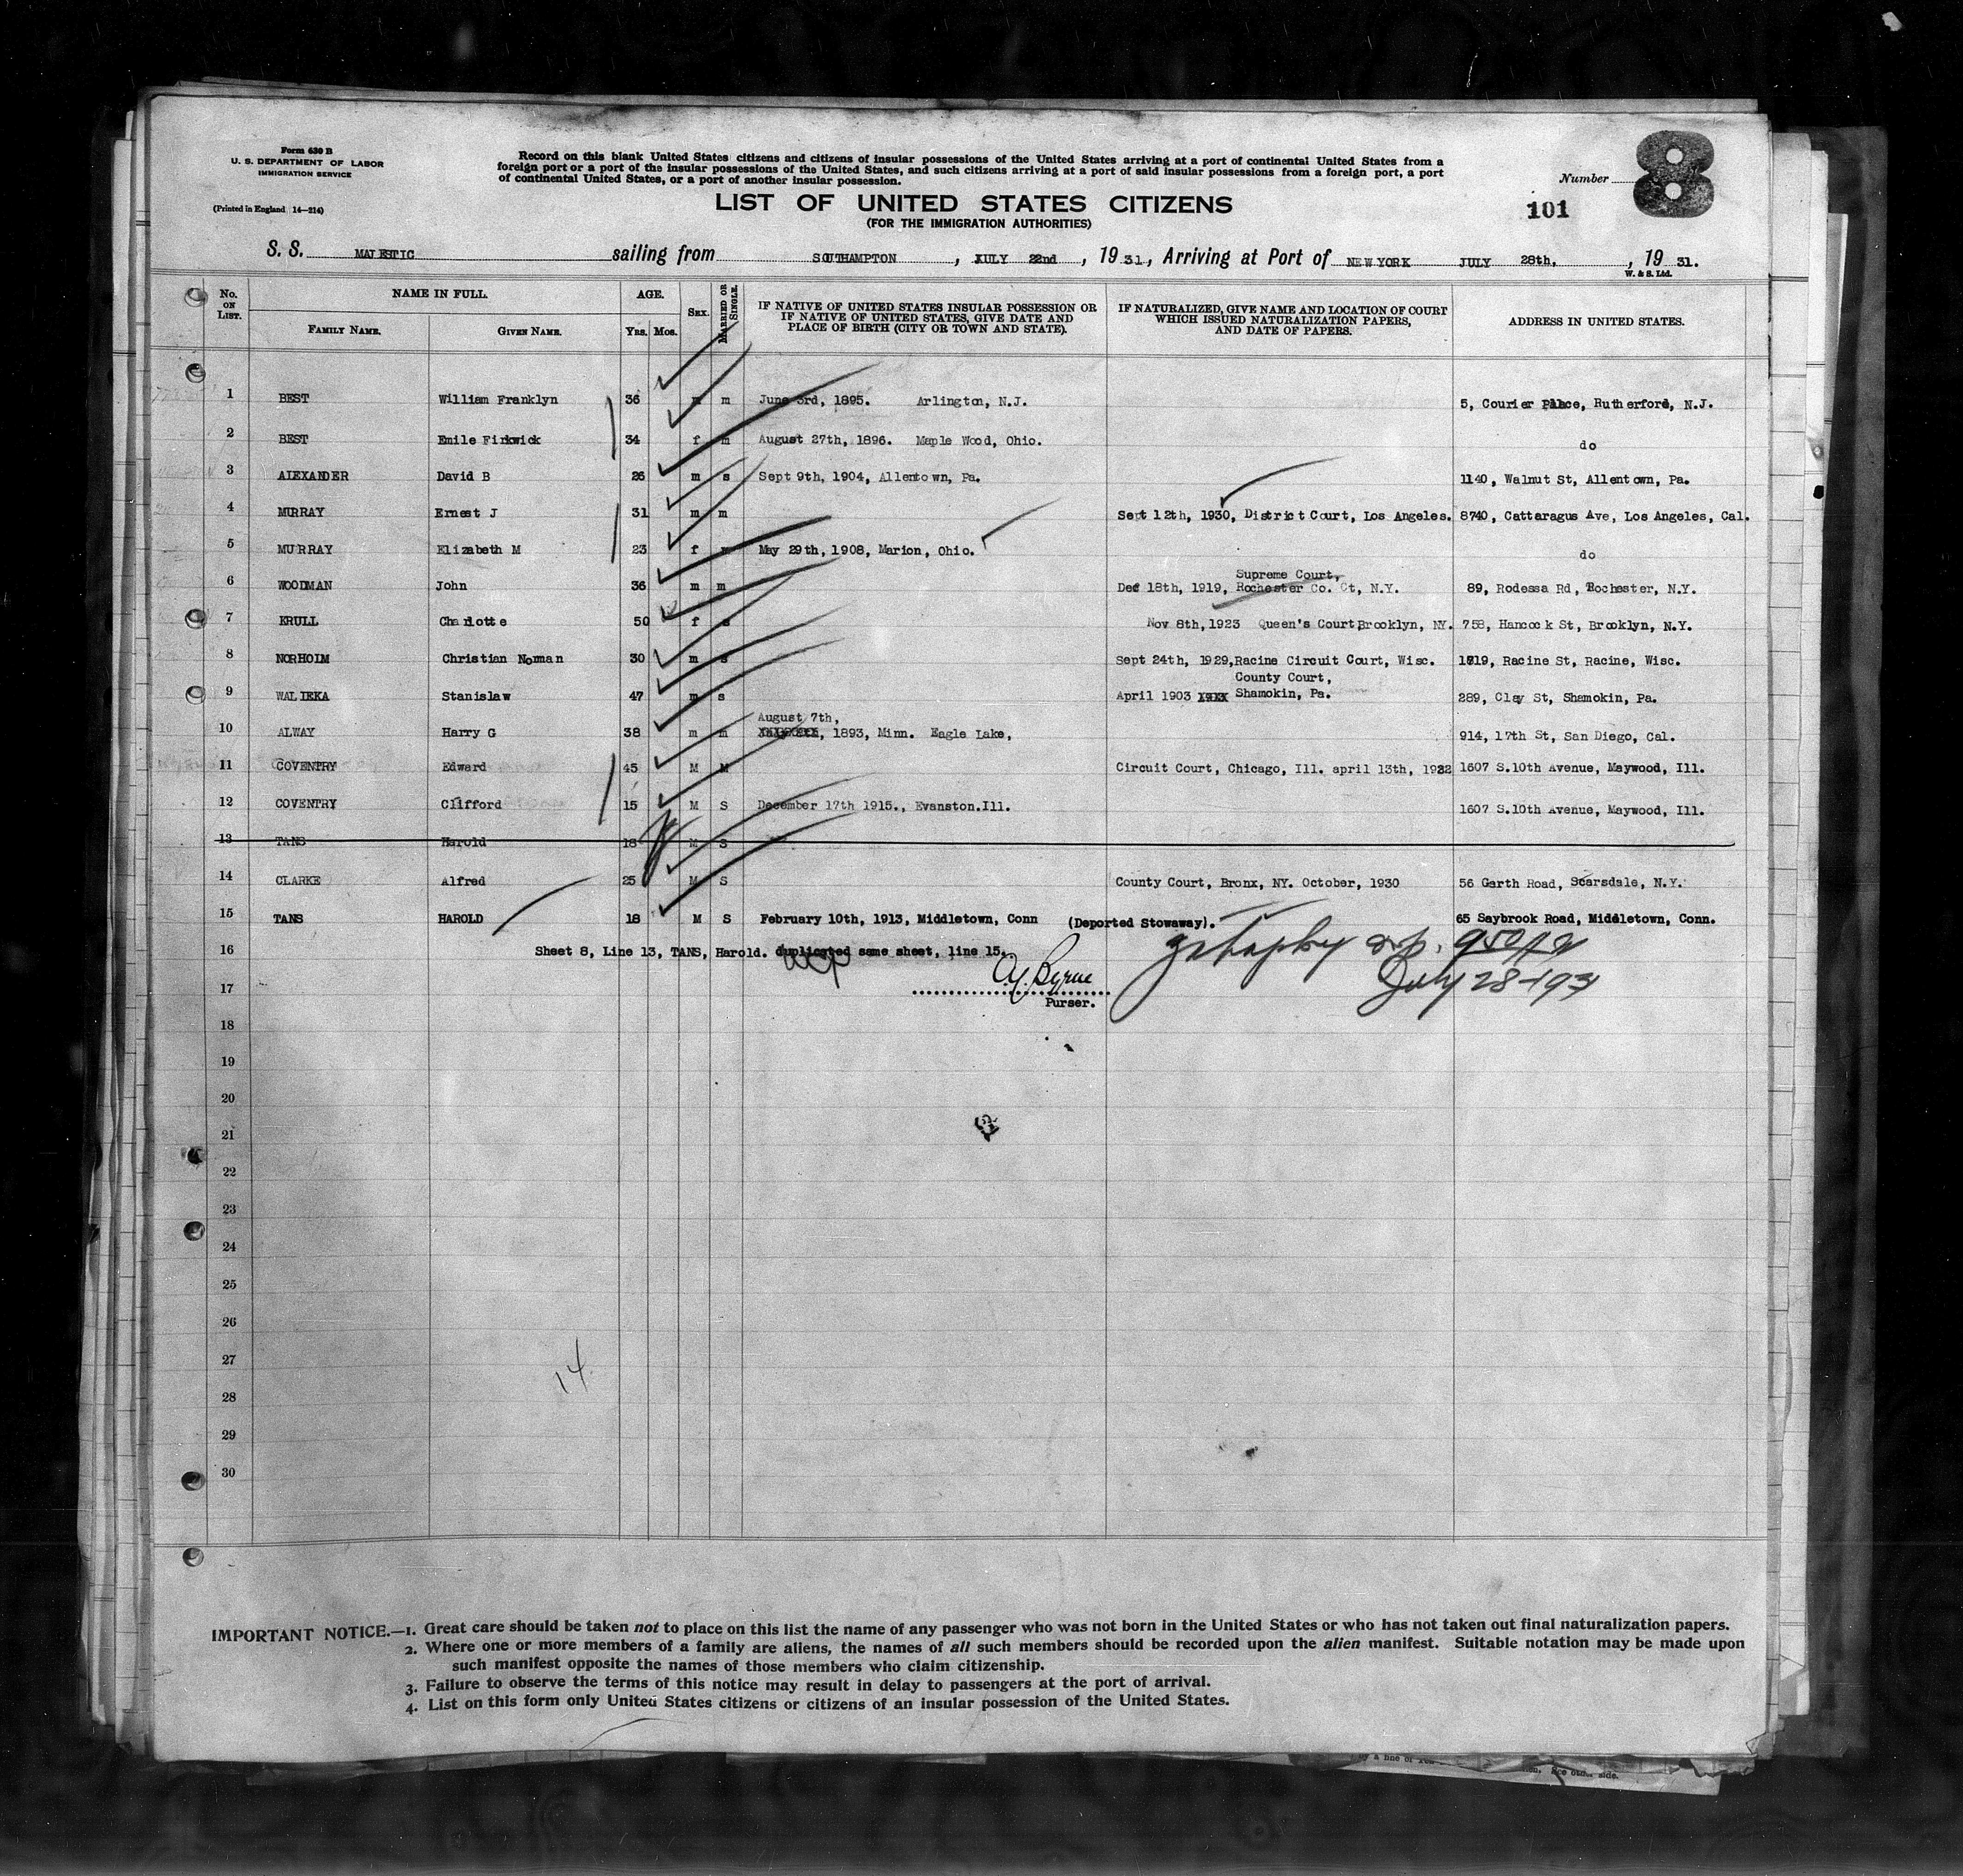 Form 630 B
U. S. DEPARTMENT OF LABOR
IMMIGRATION SERVICE
(Printed in England 14—214)
Record on this blank United States citizens and citizens of insular possessions of the United States arriving at a port of continental United States from a
foreign port or a port of the insular possessions of the United States, and such citizens arriving at a port of said insular possessions from a foreign port, a port
of continental United States, or a port of another insular possession.
Number 8
101
LIST OF UNITED STATES CITIZENS
(FOR THE IMMIGRATION AUTHORITIES)
S. S. MAJESTIC sailing from SOUTHAMPTON, JULY 22nd, 19 31, Arriving at Port of NEW YORK JULY 28th, , 19 31.
W. & S. Ltd.
No. ON LIST. NAME IN FULL. AGE. SEX. MARRIED OR SINGLE. IF NATIVE OF UNITED STATES INSULAR POSSESSION OR IF NATIVE OF UNITED STATES, GIVE DATE AND PLACE OF BIRTH (CITY OR TOWN AND STATE). IF NATURALIZED, GIVE NAME AND LOCATION OF COURT WHICH ISSUED NATURALIZATION PAPERS, AND DATE OF PAPERS. ADDRESS IN UNITED STATES.
FAMILY NAME. GIVEN NAME. Yrs. Mos.
1 BEST William Franklyn 36 m m June 3rd, 1895. Arlington, N.J. 5, Courier Place, Rutherford, N.J.
2 BEST Emile Firkwick 34 f m August 27th, 1896. Maple Wood, Ohio. do
3 ALEXANDER David B 26 m s Sept 9th, 1904, Allentown, Pa. 1140, Walnut St, Allentown, Pa.
4 MURRAY Ernest J 31 m m Sept 12th, 1930, District Court, Los Angeles. 8740, Cattaragus Ave, Los Angeles, Cal.
5 MURRAY Elizabeth M 23 f m May 29th, 1908, Marion, Ohio. do
Supreme Court,
6 WOODMAN John 36 m m Dec 18th, 1919, Rochester Co. Ct, N.Y. 89, Rodessa Rd, Rochester, N.Y.
7 KRULL Charlotte 50 f s Nov 8th, 1923 Queen's Court, Brooklyn, NY. 758, Hancock St, Brooklyn, N.Y.
8 NORHOLM Christian Norman 30 m s Sept 24th, 1929, Racine Circuit Court, Wisc. 1819, Racine St, Racine, Wisc.
County Court,
9 WALIEKA Stanislaw 47 m s April 1903 Shamokin, Pa. 289, Clay St, Shamokin, Pa.
August 7th,
10 ALWAY Harry G 38 m m 1893, Minn. Eagle Lake, 914, 17th St, San Diego, Cal.
11 COVENTRY Edward 45 M M Circuit Court, Chicago, Ill. april 13th, 1922 1607 S.10th Avenue, Maywood, Ill.
12 COVENTRY Clifford 15 M S December 17th 1915., Evanston.Ill. 1607 S.10th Avenue, Maywood, Ill.
13 TANS Harold 18 M S
14 CLARKE Alfred 25 M S County Court, Bronx, NY. October, 1930 56 Garth Road, Scarsdale, N.Y.
15 TANS HAROLD 18 M S February 10th, 1913, Middletown, Conn (Deported Stowaway). 65 Saybrook Road, Middletown, Conn.
16 Sheet 8, Line 13, TANS, Harold. duplicated same sheet, line 15.
July 28-1931
17 Byrne
Purser.
18
19
20
21
22
23
24
25
26
27
14
28
29
30
IMPORTANT NOTICE.—1. Great care should be taken not to place on this list the name of any passenger who was not born in the United States or who has not taken out final naturalization papers.
2. Where one or more members of a family are aliens, the names of all such members should be recorded upon the alien manifest. Suitable notation may be made upon
such manifest opposite the names of those members who claim citizenship.
3. Failure to observe the terms of this notice may result in delay to passengers at the port of arrival.
4. List on this form only United States citizens or citizens of an insular possession of the United States.